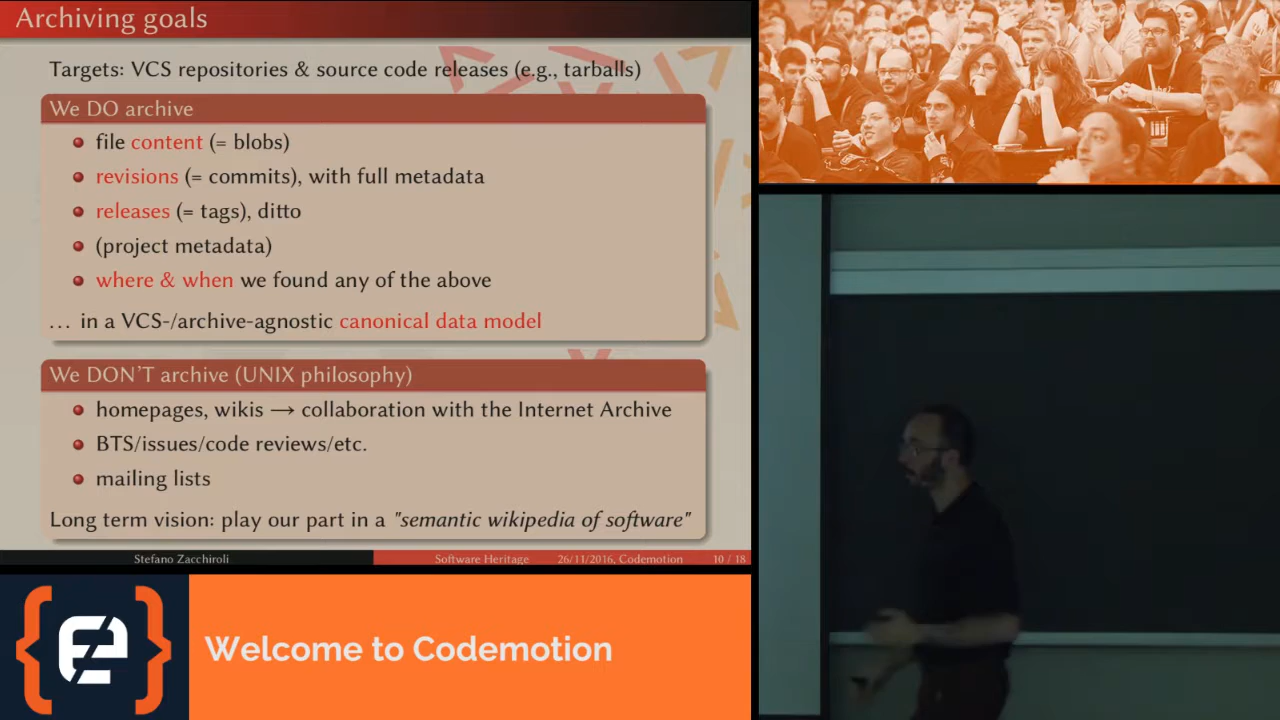 Archiving goals
Targets: VCS repositories & source code releases (e.g., tarballs)
We DO archive
file content (= blobs)
revisions (= commits), with full metadata
releases (= tags), ditto
(project metadata)
where & when we found any of the above
… in a VCS-/archive-agnostic canonical data model
We DON'T archive (UNIX philosophy)
homepages, wikis → collaboration with the Internet Archive
BTS/issues/code reviews/etc.
mailing lists
Long term vision: play our part in a "semantic wikipedia of software"
Stefano Zacchiroli Software Heritage 26/11/2016, Codemotion 10 / 18
Welcome to Codemotion